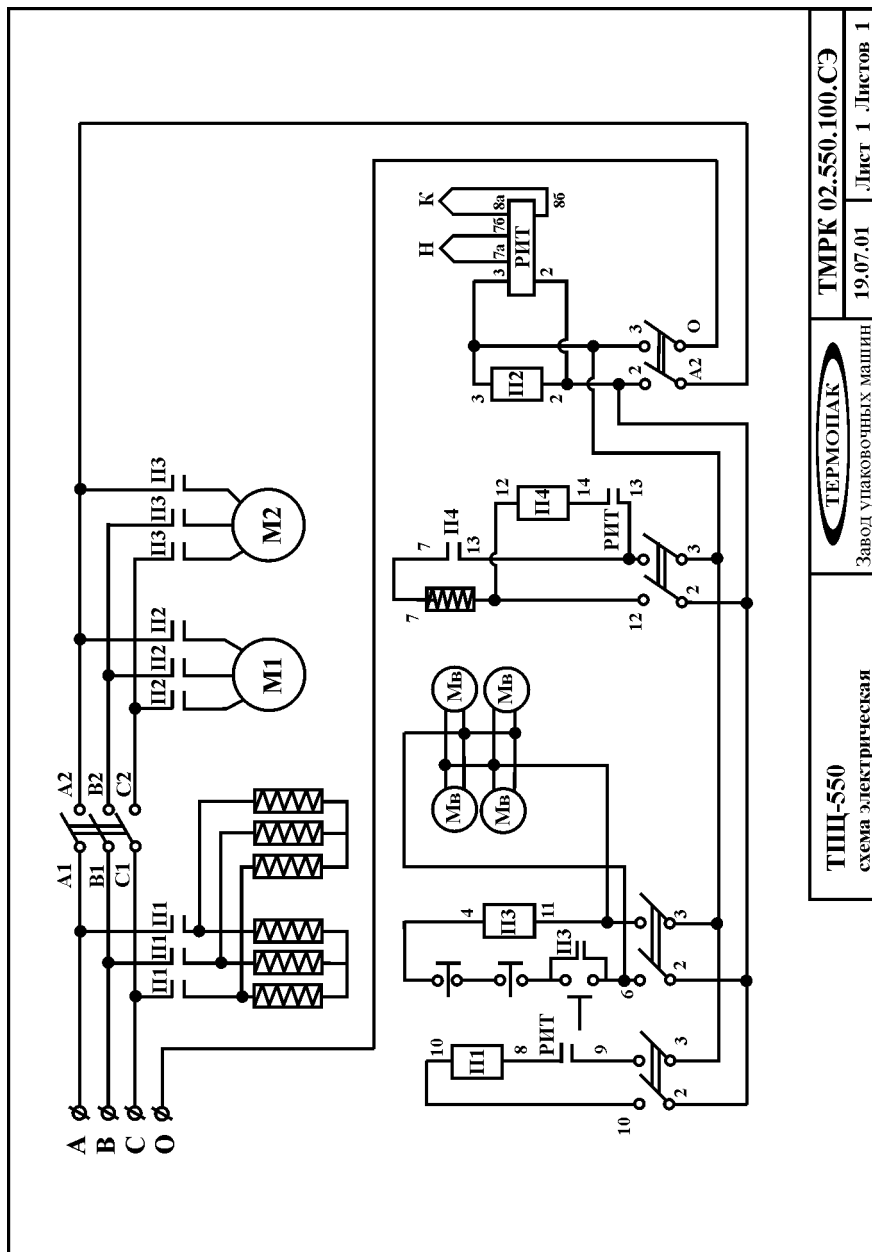 A
B
C
O
A1
B1
C1
A2
B2
C2
П1 П1 П1
П2 П2 П2
П3 П3 П3
М1
М2
10
П1
8
РИТ
9
10
2
3
4
П3
11
П3
6
2
3
Мв Мв
Мв Мв
7
7
П4
13
12
П4
14
РИТ
13
12
2
3
3
П2
2
Н
К
7а 7б 8а
3
РИТ
2
8б
2
3
А2
О
ТПЦ-550
схема электрическая
ТЕРМОПАК
Завод упаковочных машин
ТМРК 02.550.100.СЭ
19.07.01
Лист 1 Листов 1